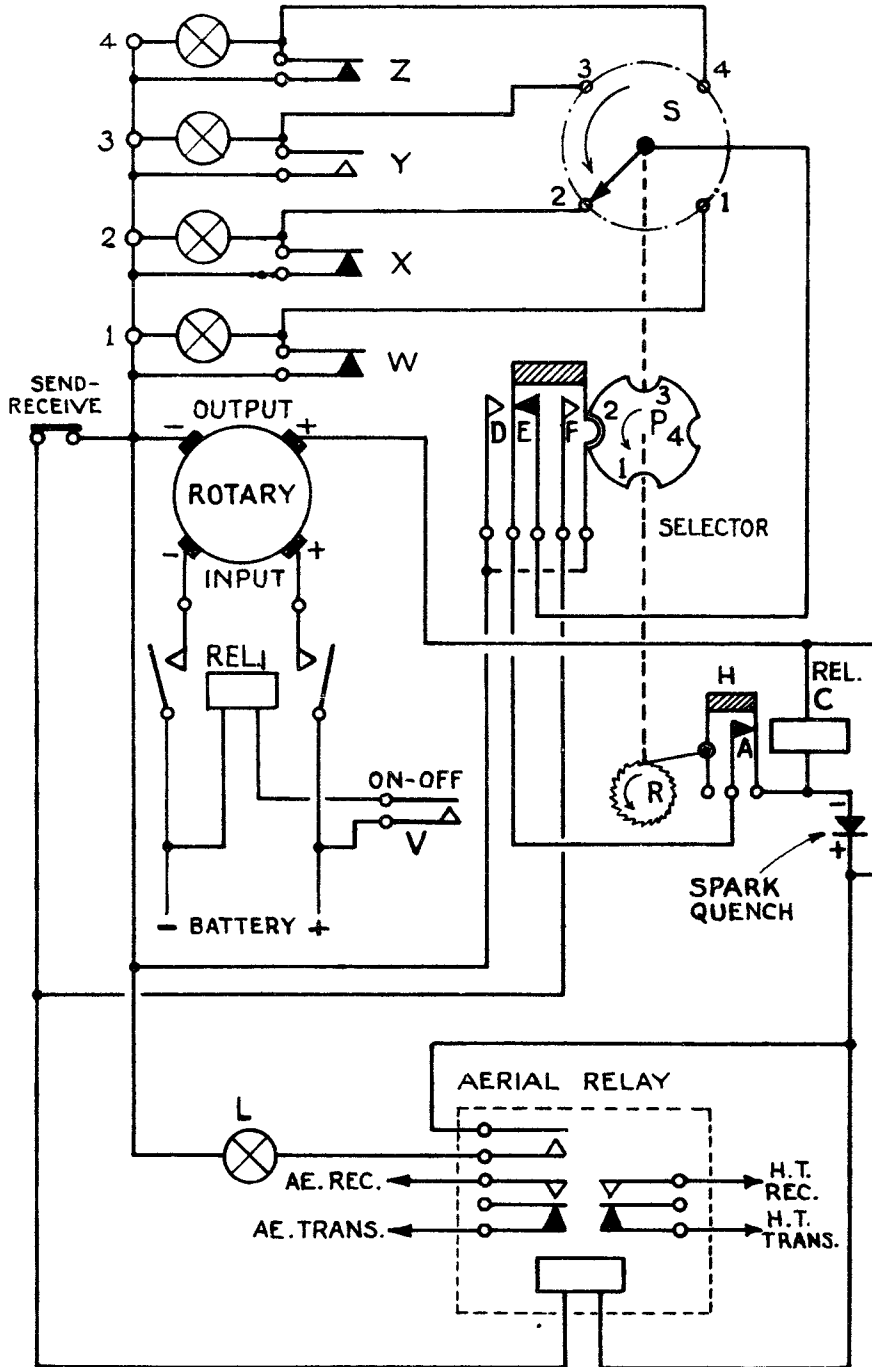 4
Z
3
4
S
3
Y
2
1
2
X
1
W
SEND-
RECEIVE
- OUTPUT +
ROTARY
- INPUT +
D E F
2 3 P 4 1
SELECTOR
REL.1
H
A
REL.
C
ON-OFF
V
R
-
+
SPARK
QUENCH
- BATTERY +
AERIAL RELAY
L
AE. REC.
H.T.
REC.
AE. TRANS.
H.T.
TRANS.